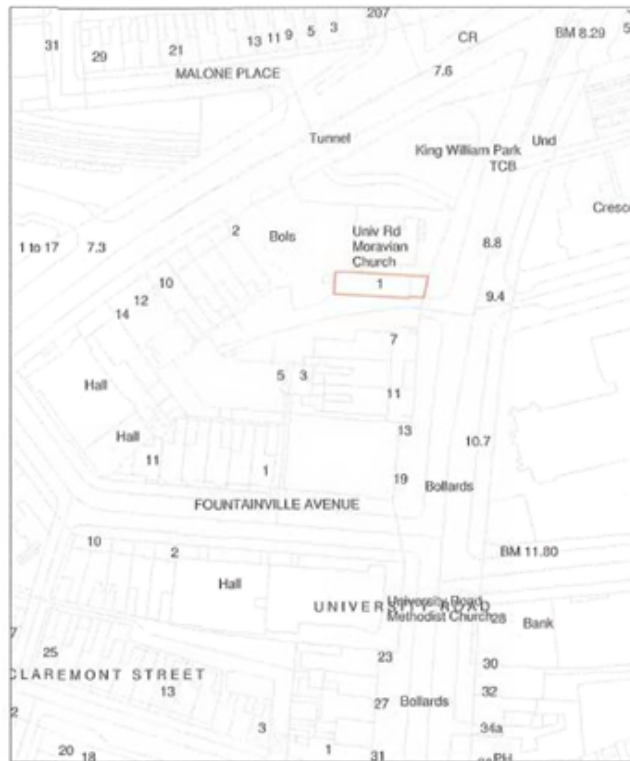 207
31
29
21
13
11
9
5
3
CR
BM 8.29
5
MALONE PLACE
7.6
Tunnel
King William Park
Und
TCB
Cresc
2
Bols
Univ Rd
Moravian
Church
8.8
1 to 17
7.3
10
1
9.4
12
14
7
5
3
Hall
11
13
10.7
Hall
11
1
19
Bollards
FOUNTAINVILLE AVENUE
10
2
BM 11.80
Hall
UNIVERSITY ROAD
University Road
Methodist Church
28
Bank
7
25
23
30
CLAREMONT STREET
13
32
2
27
Bollards
3
34a
20
18
1
31
PH